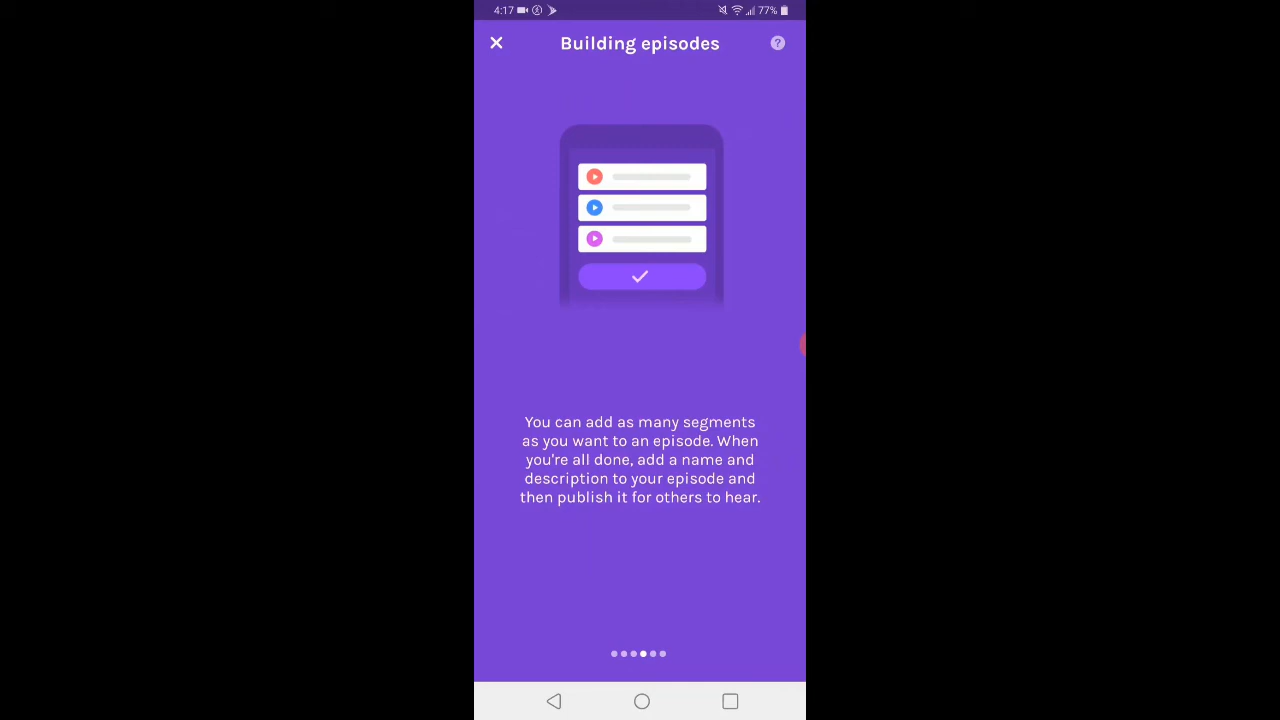 4:17 77%
Building episodes
You can add as many segments
as you want to an episode. When
you're all done, add a name and
description to your episode and
then publish it for others to hear.